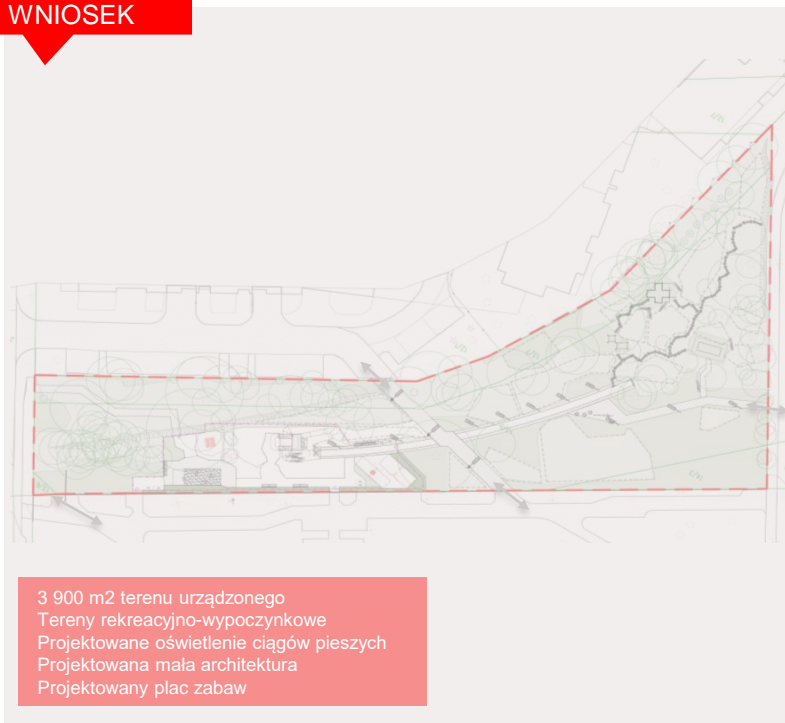 WNIOSEK
3 900 m2 terenu urządzonego
Tereny rekreacyjno-wypoczynkowe
Projektowane oświetlenie ciągów pieszych
Projektowana mała architektura
Projektowany plac zabaw